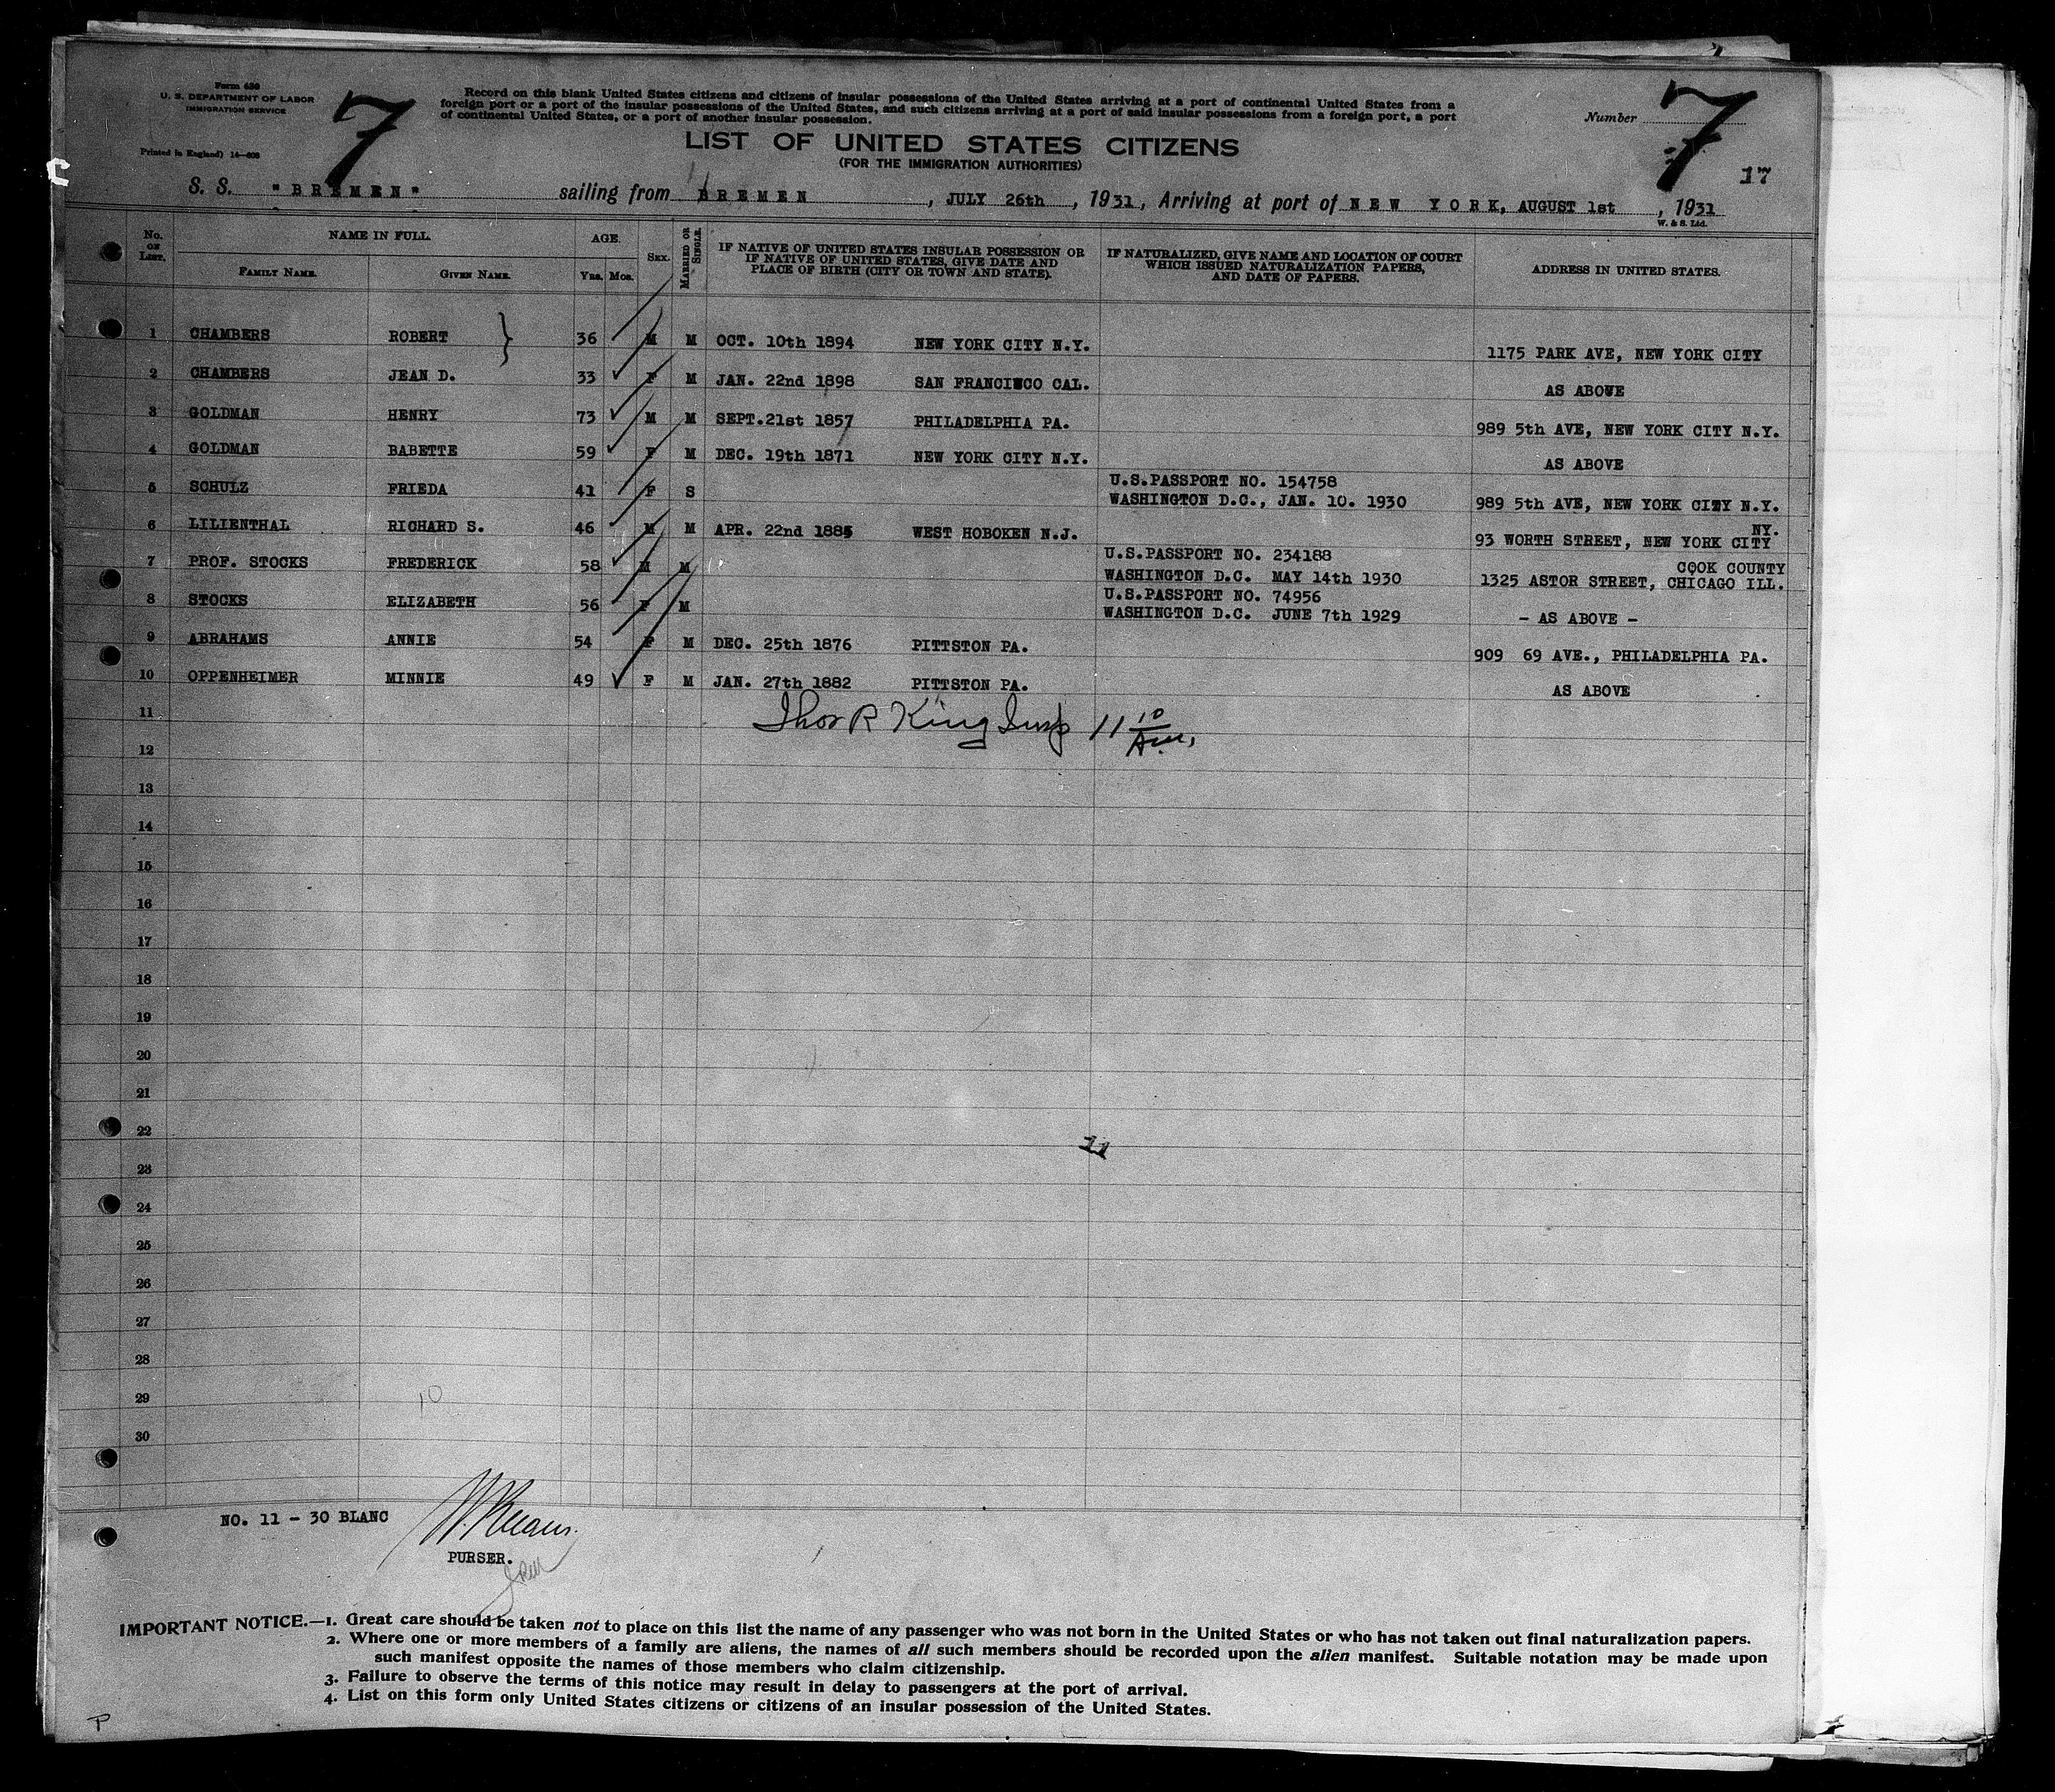 Form 630
U. S. DEPARTMENT OF LABOR
IMMIGRATION SERVICE
Printed in England) 14—608
7
Record on this blank United States citizens and citizens of insular possessions of the United States arriving at a port of continental United States from a
foreign port or a port of the insular possessions of the United States, and such citizens arriving at a port of said insular possessions from a foreign port, a port
of continental United States, or a port of another insular possession.
Number 7
17
LIST OF UNITED STATES CITIZENS
(FOR THE IMMIGRATION AUTHORITIES)
S. S. "BREMEN" sailing from BREMEN, JULY 26th, 1931, Arriving at port of NEW YORK, AUGUST 1st, 1931
W. & S. Ltd.
No. ON LIST. NAME IN FULL. AGE. SEX. MARRIED OR SINGLE. IF NATIVE OF UNITED STATES INSULAR POSSESSION OR IF NATIVE OF UNITED STATES, GIVE DATE AND PLACE OF BIRTH (CITY OR TOWN AND STATE). IF NATURALIZED, GIVE NAME AND LOCATION OF COURT WHICH ISSUED NATURALIZATION PAPERS, AND DATE OF PAPERS. ADDRESS IN UNITED STATES.
FAMILY NAME. GIVEN NAME. Yrs. Mos.
1 CHAMBERS ROBERT 36 M M OCT. 10th 1894 NEW YORK CITY N.Y. 1175 PARK AVE, NEW YORK CITY
2 CHAMBERS JEAN D. 33 F M JAN. 22nd 1898 SAN FRANCISCO CAL. AS ABOVE
3 GOLDMAN HENRY 73 M M SEPT.21st 1857 PHILADELPHIA PA. 989 5th AVE, NEW YORK CITY N.Y.
4 GOLDMAN BABETTE 59 F M DEC. 19th 1871 NEW YORK CITY N.Y. AS ABOVE
5 SCHULZ FRIEDA 41 F S U.S.PASSPORT NO. 154758 WASHINGTON D.C., JAN. 10. 1930 989 5th AVE, NEW YORK CITY N.Y.
6 LILIENTHAL RICHARD S. 46 M M APR. 22nd 1885 WEST HOBOKEN N.J. 93 WORTH STREET, NEW YORK CITY NY.
7 PROF. STOCKS FREDERICK 58 M M U.S.PASSPORT NO. 234188 WASHINGTON D.C. MAY 14th 1930 1325 ASTOR STREET, COOK COUNTY CHICAGO ILL.
8 STOCKS ELIZABETH 56 F M U.S.PASSPORT NO. 74956 WASHINGTON D.C. JUNE 7th 1929 - AS ABOVE -
9 ABRAHAMS ANNIE 54 F M DEC. 25th 1876 PITTSTON PA. 909 69 AVE., PHILADELPHIA PA.
10 OPPENHEIMER MINNIE 49 F M JAN. 27th 1882 PITTSTON PA. AS ABOVE
11 Thos R King Insp 11 10 Am,
12
13
14
15
16
17
18
19
20
21
22 11
23
24
25
26
27
28
29 10
30
NO. 11 - 30 BLANC
PURSER.
IMPORTANT NOTICE.—1. Great care should be taken not to place on this list the name of any passenger who was not born in the United States or who has not taken out final naturalization papers.
2. Where one or more members of a family are aliens, the names of all such members should be recorded upon the alien manifest. Suitable notation may be made upon
such manifest opposite the names of those members who claim citizenship.
3. Failure to observe the terms of this notice may result in delay to passengers at the port of arrival.
4. List on this form only United States citizens or citizens of an insular possession of the United States.
P